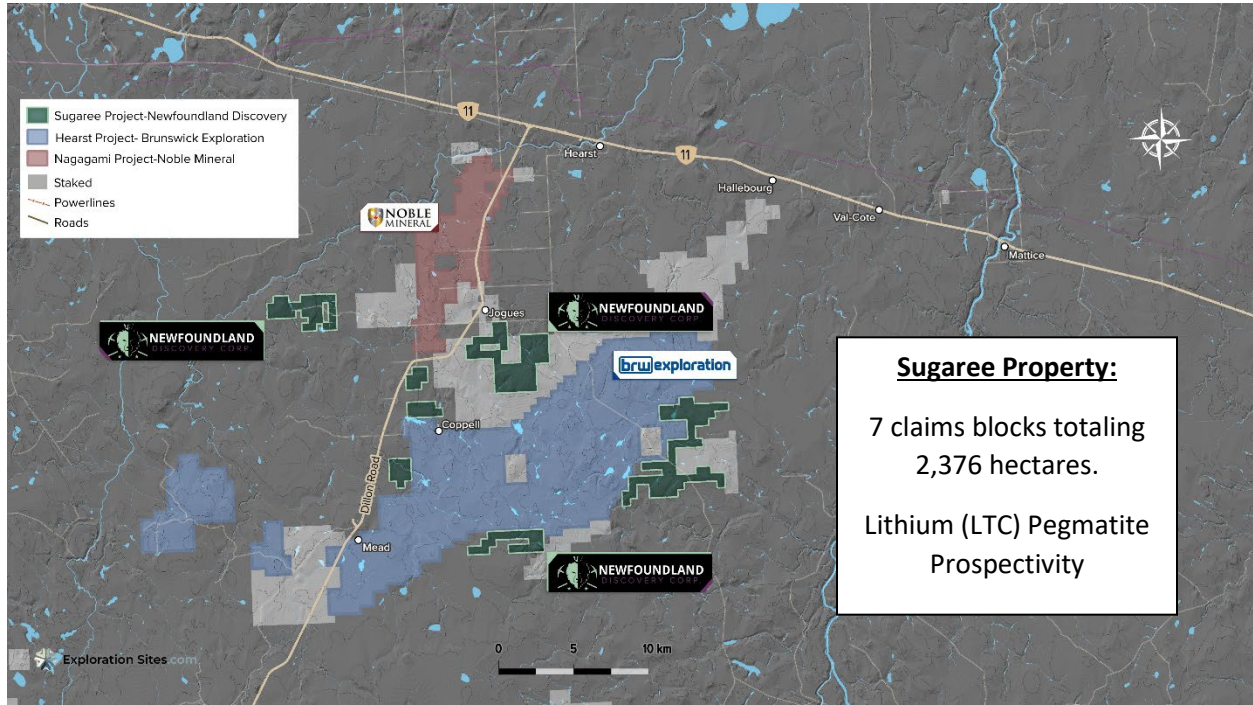 11
Sugaree Project-Newfoundland Discovery
Hearst Project- Brunswick Exploration
Nagagami Project-Noble Mineral
Staked
Powerlines
Roads
Hearst
11
Hallebourg
Val-Cote
Mattice
NOBLE
MINERAL
Jogues
NEWFOUNDLAND
DISCOVERY CORP.
NEWFOUNDLAND
DISCOVERY CORP.
brw exploration
Coppell
Dillon Road
Mead
NEWFOUNDLAND
DISCOVERY CORP.
Sugaree Property:
7 claims blocks totaling
2,376 hectares.
Lithium (LTC) Pegmatite
Prospectivity
0 5 10 km
Exploration Sites.com